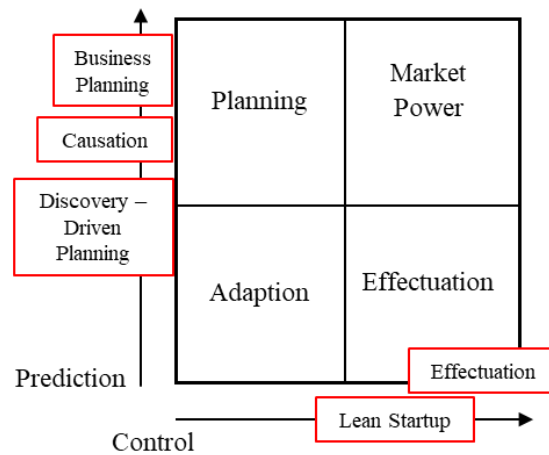 Business
Planning
Causation
Discovery –
Driven
Planning
Planning
Market
Power
Adaption
Effectuation
Effectuation
Prediction
Lean Startup
Control